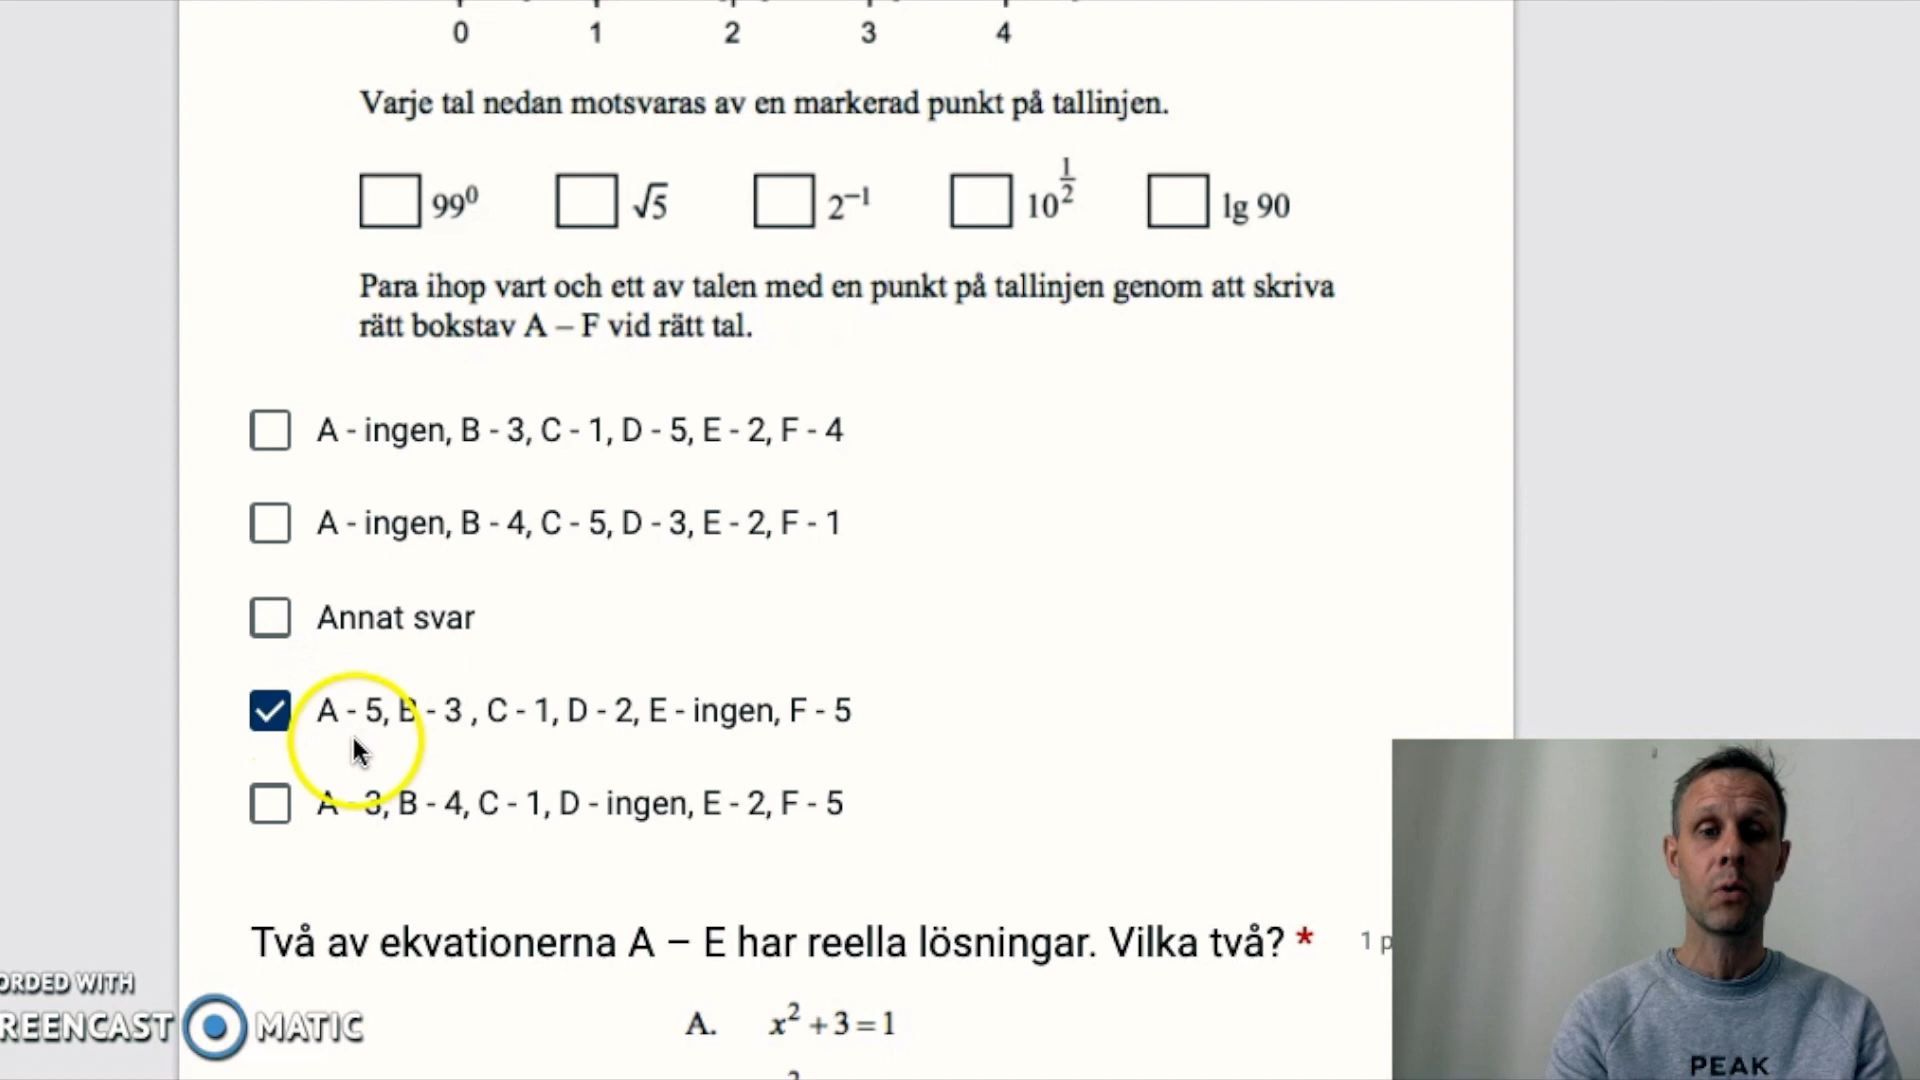 0 1 2 3 4
Varje tal nedan motsvaras av en markerad punkt på tallinjen.
99⁰ √5 2⁻¹ 10^(1/2) lg 90
Para ihop vart och ett av talen med en punkt på tallinjen genom att skriva
rätt bokstav A – F vid rätt tal.
A - ingen, B - 3, C - 1, D - 5, E - 2, F - 4
A - ingen, B - 4, C - 5, D - 3, E - 2, F - 1
Annat svar
A - 5, B - 3 , C - 1, D - 2, E - ingen, F - 5
A - 3, B - 4, C - 1, D - ingen, E - 2, F - 5
Två av ekvationerna A – E har reella lösningar. Vilka två? * 1 p
A. x² + 3 = 1
2
ORDED WITH
REENCAST MATIC
PEAK